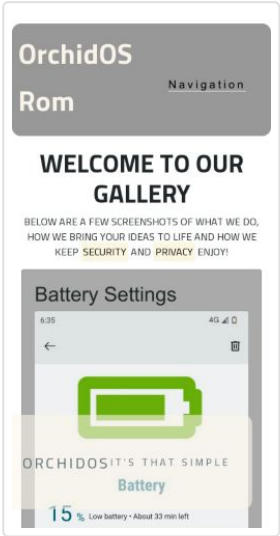 OrchidOS
Rom
Navigation
WELCOME TO OUR
GALLERY
BELOW ARE A FEW SCREENSHOTS OF WHAT WE DO,
HOW WE BRING YOUR IDEAS TO LIFE AND HOW WE
KEEP SECURITY AND PRIVACY ENJOY!
Battery Settings
6:35 4G
ORCHIDOS IT'S THAT SIMPLE
Battery
15 % Low battery • About 33 min left